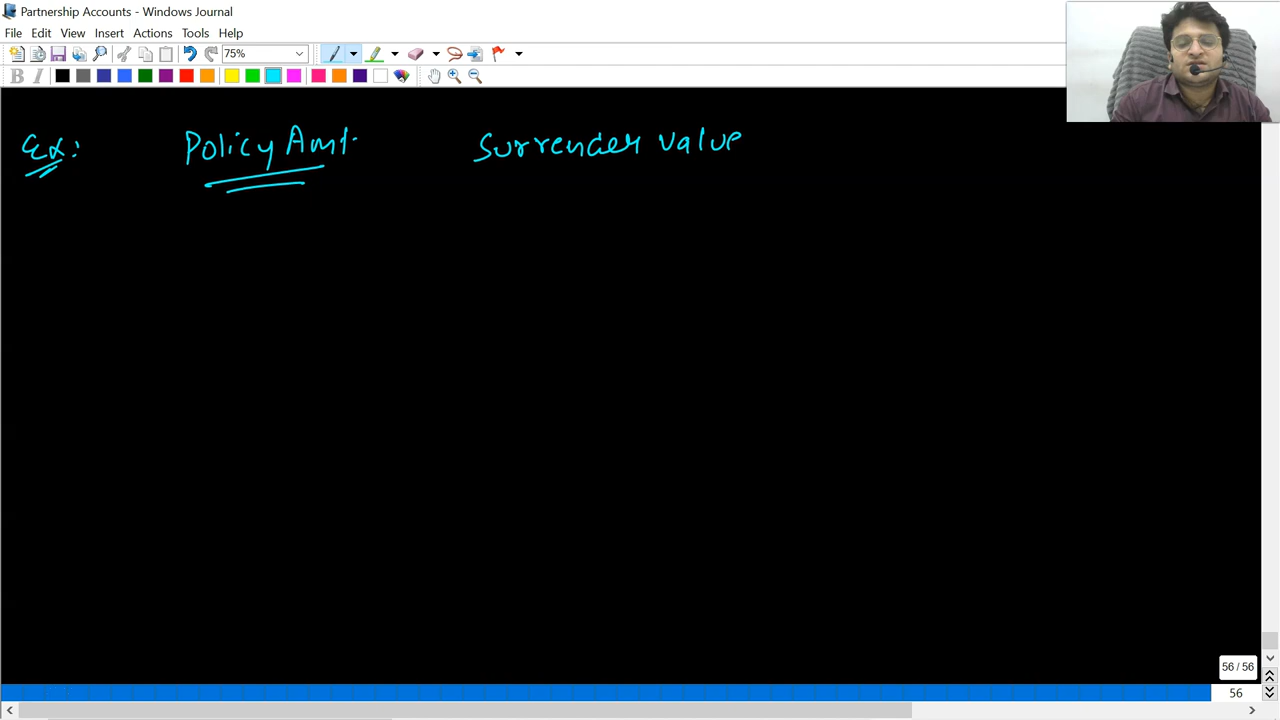 Partnership Accounts - Windows Journal
File Edit View Insert Actions Tools Help
75%
B I
Ex: Policy Amt. Surrender value
56 / 56
56